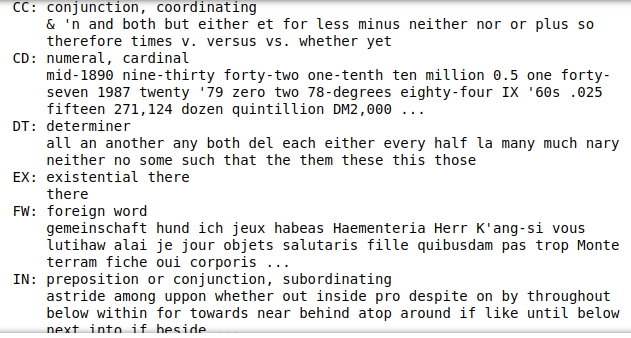 CC: conjunction, coordinating
& 'n and both but either et for less minus neither nor or plus so
therefore times v. versus vs. whether yet
CD: numeral, cardinal
mid-1890 nine-thirty forty-two one-tenth ten million 0.5 one forty-
seven 1987 twenty '79 zero two 78-degrees eighty-four IX '60s .025
fifteen 271,124 dozen quintillion DM2,000 ...
DT: determiner
all an another any both del each either every half la many much nary
neither no some such that the them these this those
EX: existential there
there
FW: foreign word
gemeinschaft hund ich jeux habeas Haementeria Herr K'ang-si vous
lutihaw alai je jour objets salutaris fille quibusdam pas trop Monte
terram fiche oui corporis ...
IN: preposition or conjunction, subordinating
astride among uppon whether out inside pro despite on by throughout
below within for towards near behind atop around if like until below
next into if beside